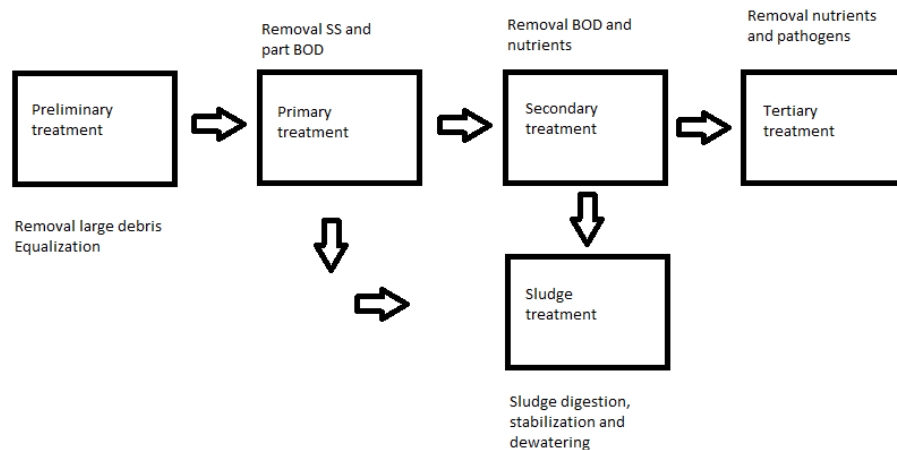 Removal SS and
part BOD
Removal BOD and
nutrients
Removal nutrients
and pathogens
Preliminary
treatment
Primary
treatment
Secondary
treatment
Tertiary
treatment
Removal large debris
Equalization
Sludge
treatment
Sludge digestion,
stabilization and
dewatering